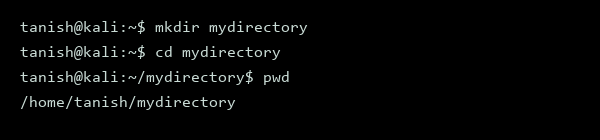 tanish@kali:~$ mkdir mydirectory
tanish@kali:~$ cd mydirectory
tanish@kali:~/mydirectory$ pwd
/home/tanish/mydirectory